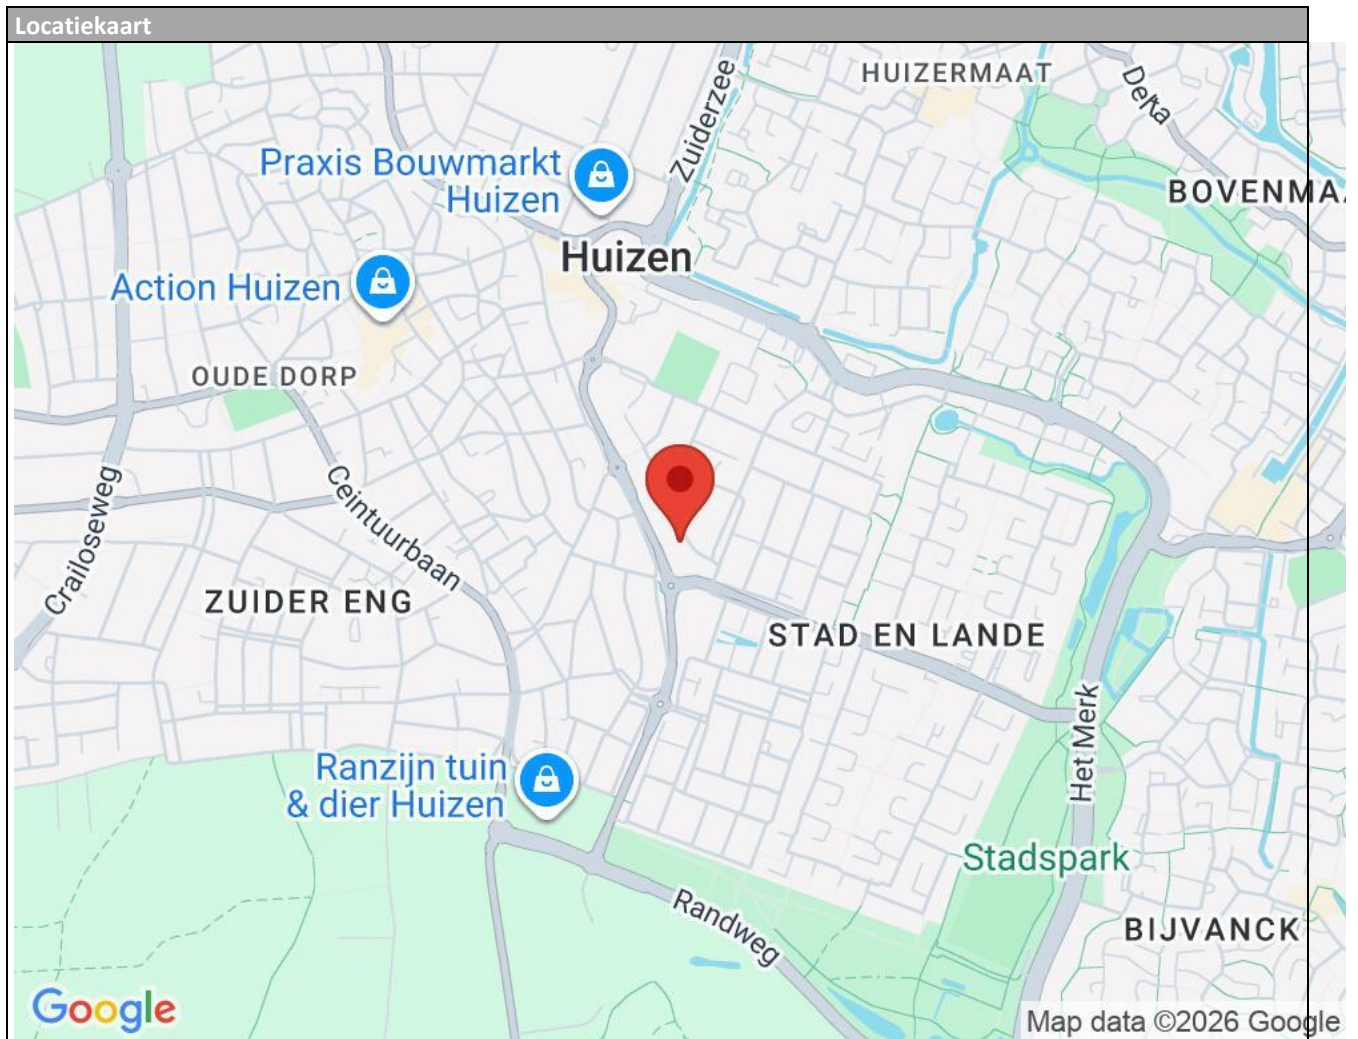 Locatiekaart
HUIZERMAAT
Delta
Zuiderzee
Praxis Bouwmarkt
Huizen
BOVENMA
Huizen
Action Huizen
OUDE DORP
Ceintuurbaan
Crailoseweg
ZUIDER ENG
STAD EN LANDE
Het Merk
Ranzijn tuin
& dier Huizen
Stadspark
Randweg
BIJVANCK
Google
Map data ©2026 Google